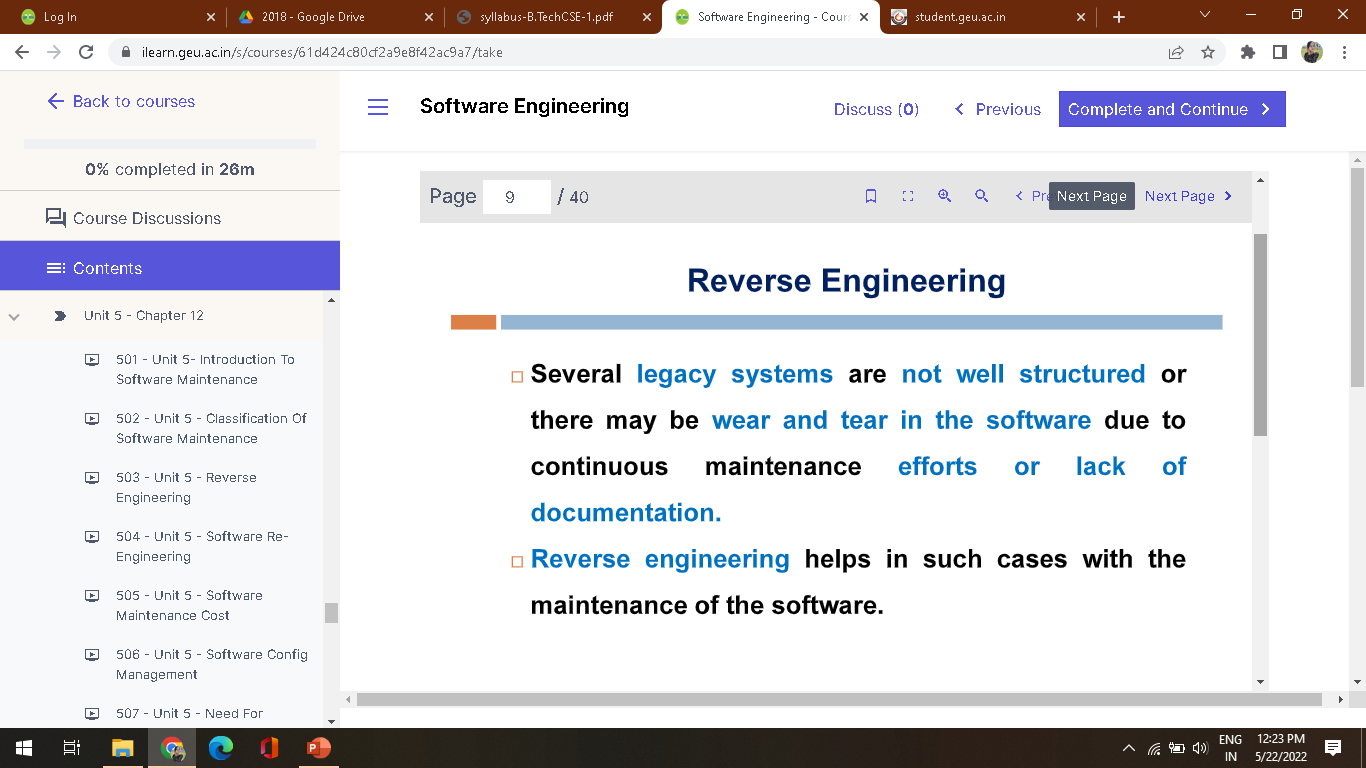 Log In
2018 - Google Drive
syllabus-B.TechCSE-1.pdf
Software Engineering - Cour
student.geu.ac.in
ilearn.geu.ac.in/s/courses/61d424c80cf2a9e8f42ac9a7/take
Back to courses
0% completed in 26m
Course Discussions
Contents
Unit 5 - Chapter 12
501 - Unit 5- Introduction To
Software Maintenance
502 - Unit 5 - Classification Of
Software Maintenance
503 - Unit 5 - Reverse
Engineering
504 - Unit 5 - Software Re-
Engineering
505 - Unit 5 - Software
Maintenance Cost
506 - Unit 5 - Software Config
Management
507 - Unit 5 - Need For
Software Engineering
Discuss (0)
Previous
Complete and Continue
Page 9 / 40
Pre
Next Page
Next Page
Reverse Engineering
Several legacy systems are not well structured or
there may be wear and tear in the software due to
continuous maintenance efforts or lack of
documentation.
Reverse engineering helps in such cases with the
maintenance of the software.
ENG
IN
12:23 PM
5/22/2022